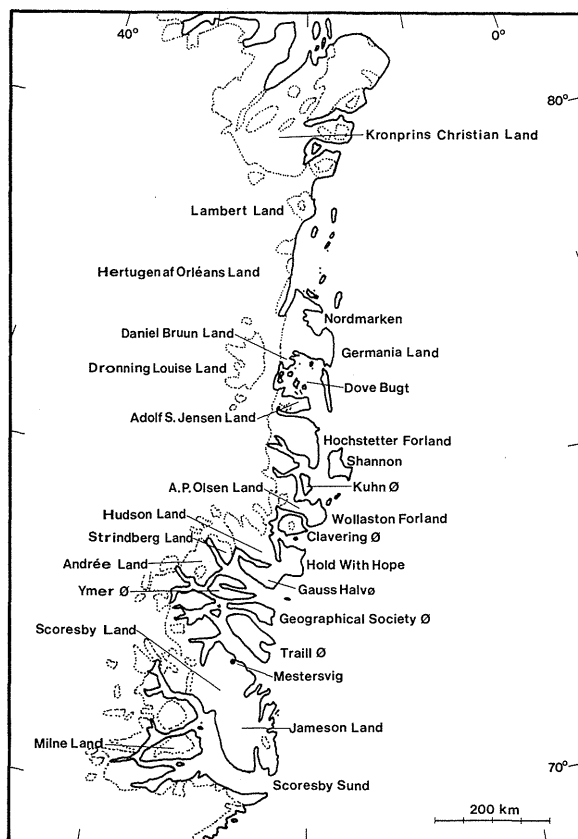 40°
0°
80°
Kronprins Christian Land
Lambert Land
Hertugen af Orléans Land
Nordmarken
Daniel Bruun Land
Germania Land
Dronning Louise Land
Dove Bugt
Adolf S. Jensen Land
Hochstetter Forland
Shannon
Kuhn Ø
A.P. Olsen Land
Wollaston Forland
Hudson Land
Clavering Ø
Strindberg Land
Hold With Hope
Andrée Land
Gauss Halvø
Ymer Ø
Geographical Society Ø
Scoresby Land
Traill Ø
Mestersvig
Jameson Land
Milne Land
70°
Scoresby Sund
200 km